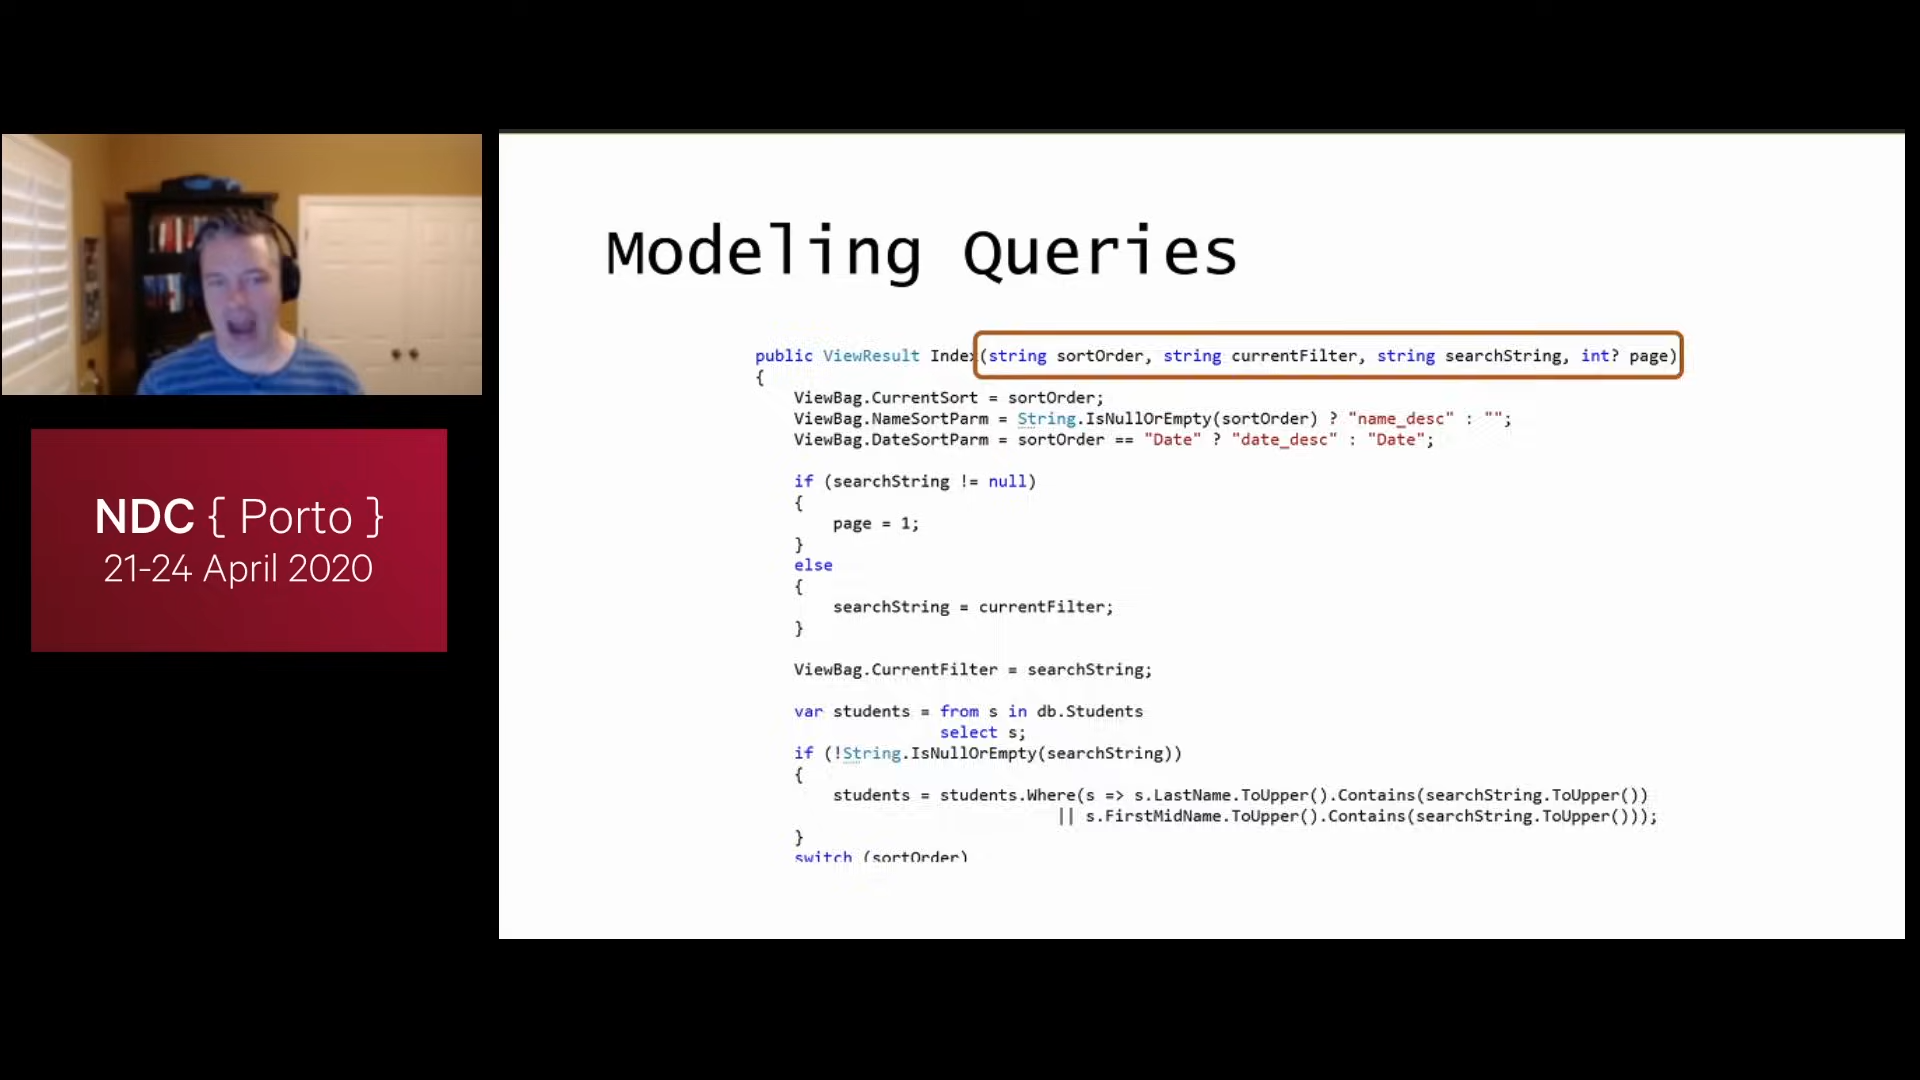 NDC { Porto }
21-24 April 2020
Modeling Queries
public ViewResult Index(string sortOrder, string currentFilter, string searchString, int? page)
{
ViewBag.CurrentSort = sortOrder;
ViewBag.NameSortParm = String.IsNullOrEmpty(sortOrder) ? "name_desc" : "";
ViewBag.DateSortParm = sortOrder == "Date" ? "date_desc" : "Date";
if (searchString != null)
{
page = 1;
}
else
{
searchString = currentFilter;
}
ViewBag.CurrentFilter = searchString;
var students = from s in db.Students
select s;
if (!String.IsNullOrEmpty(searchString))
{
students = students.Where(s => s.LastName.ToUpper().Contains(searchString.ToUpper())
|| s.FirstMidName.ToUpper().Contains(searchString.ToUpper()));
}
switch (sortOrder)